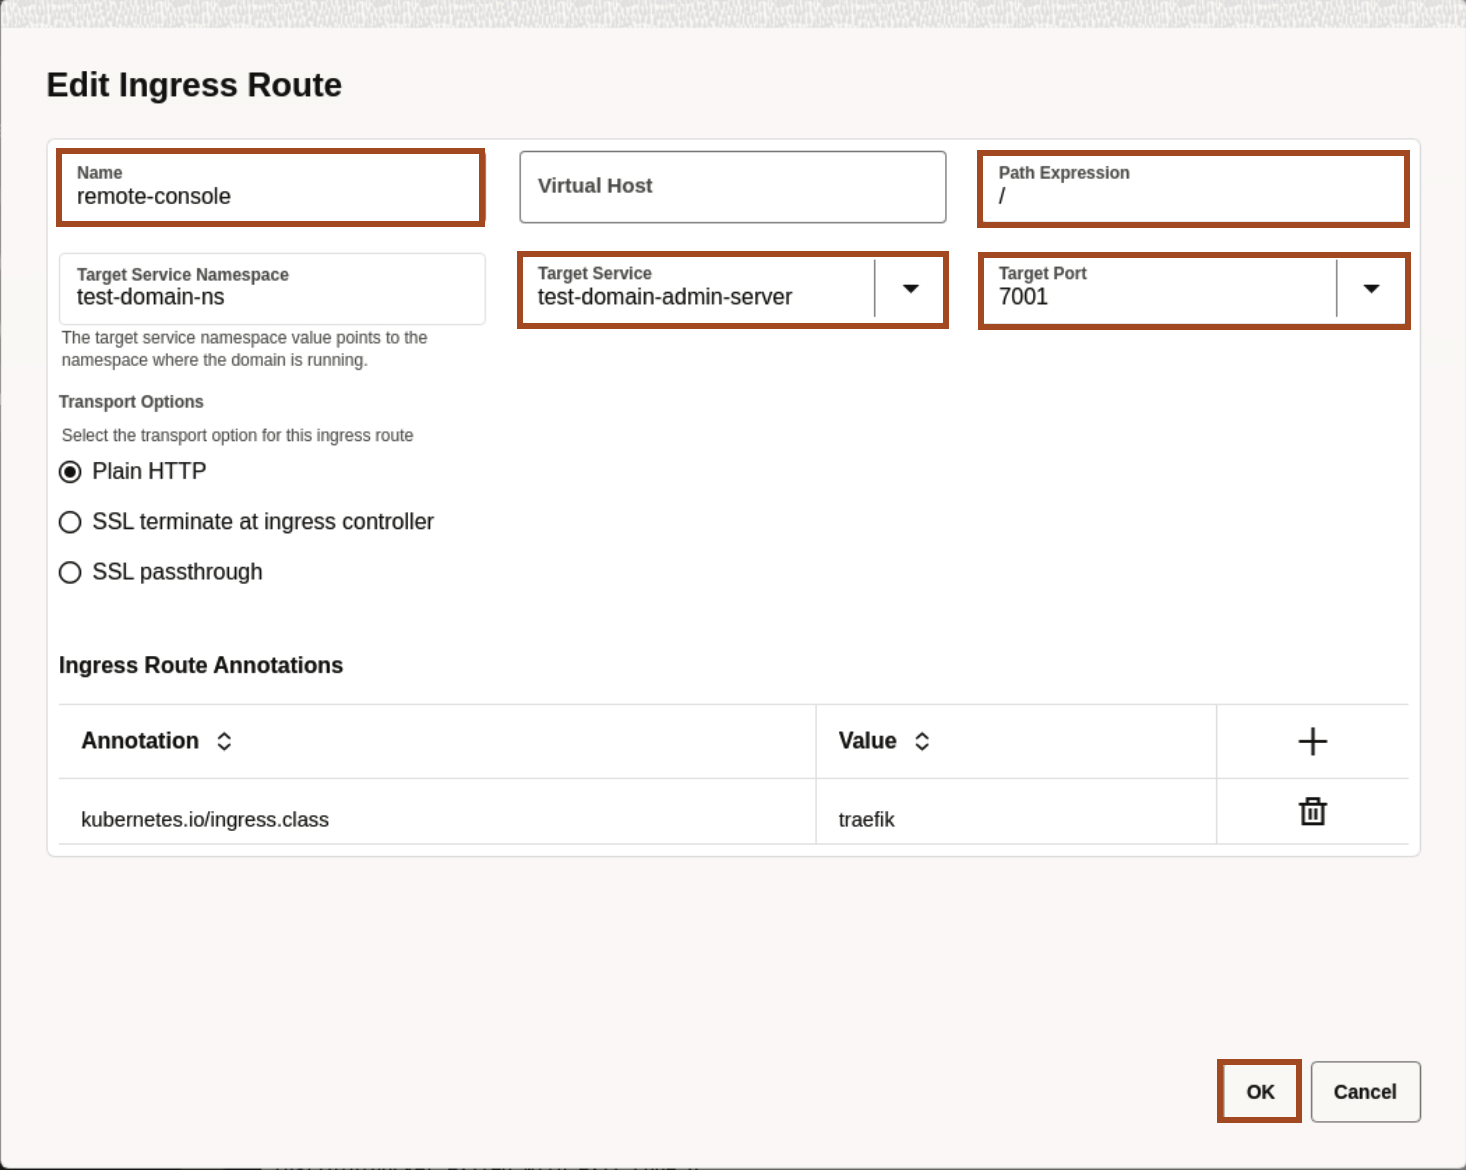 Edit Ingress Route
Name
remote-console
Virtual Host
Path Expression
/
Target Service Namespace
test-domain-ns
Target Service
test-domain-admin-server
Target Port
7001
The target service namespace value points to the
namespace where the domain is running.
Transport Options
Select the transport option for this ingress route
Plain HTTP
SSL terminate at ingress controller
SSL passthrough
Ingress Route Annotations
Annotation
Value
kubernetes.io/ingress.class
traefik
OK
Cancel